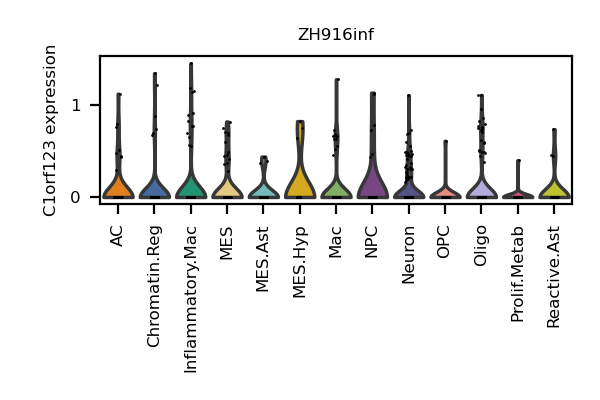 ZH916inf
C1orf123 expression
1
0
AC
Chromatin.Reg
Inflammatory.Mac
MES
MES.Ast
MES.Hyp
Mac
NPC
Neuron
OPC
Oligo
Prolif.Metab
Reactive.Ast